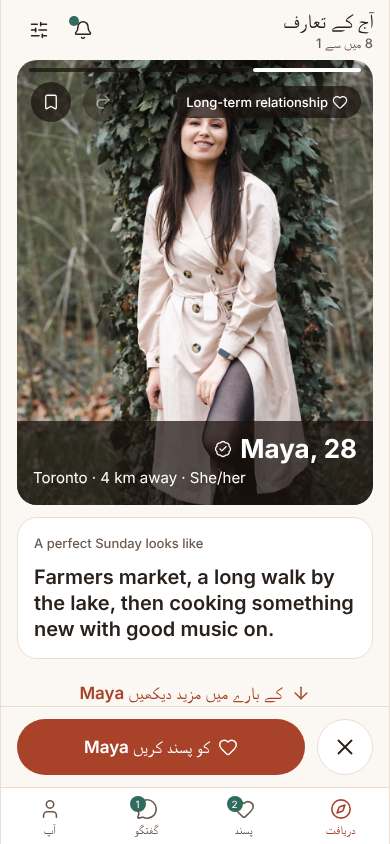 آج کے تعارف
8 میں سے 1
Long-term relationship
Maya, 28
Toronto · 4 km away · She/her
A perfect Sunday looks like
Farmers market, a long walk by
the lake, then cooking something
new with good music on.
Maya کے بارے میں مزید دیکھیں
Maya کو پسند کریں
دریافت
2
پسند
1
گفتگو
آپ